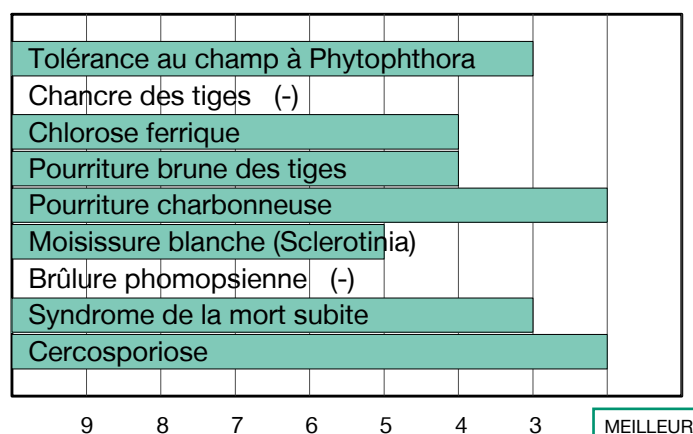 Tolérance au champ à Phytophthora
Chancre des tiges (-)
Chlorose ferrique
Pourriture brune des tiges
Pourriture charbonneuse
Moisissure blanche (Sclerotinia)
Brûlure phomopsienne (-)
Syndrome de la mort subite
Cercosporiose
9 8 7 6 5 4 3 MEILLEUR